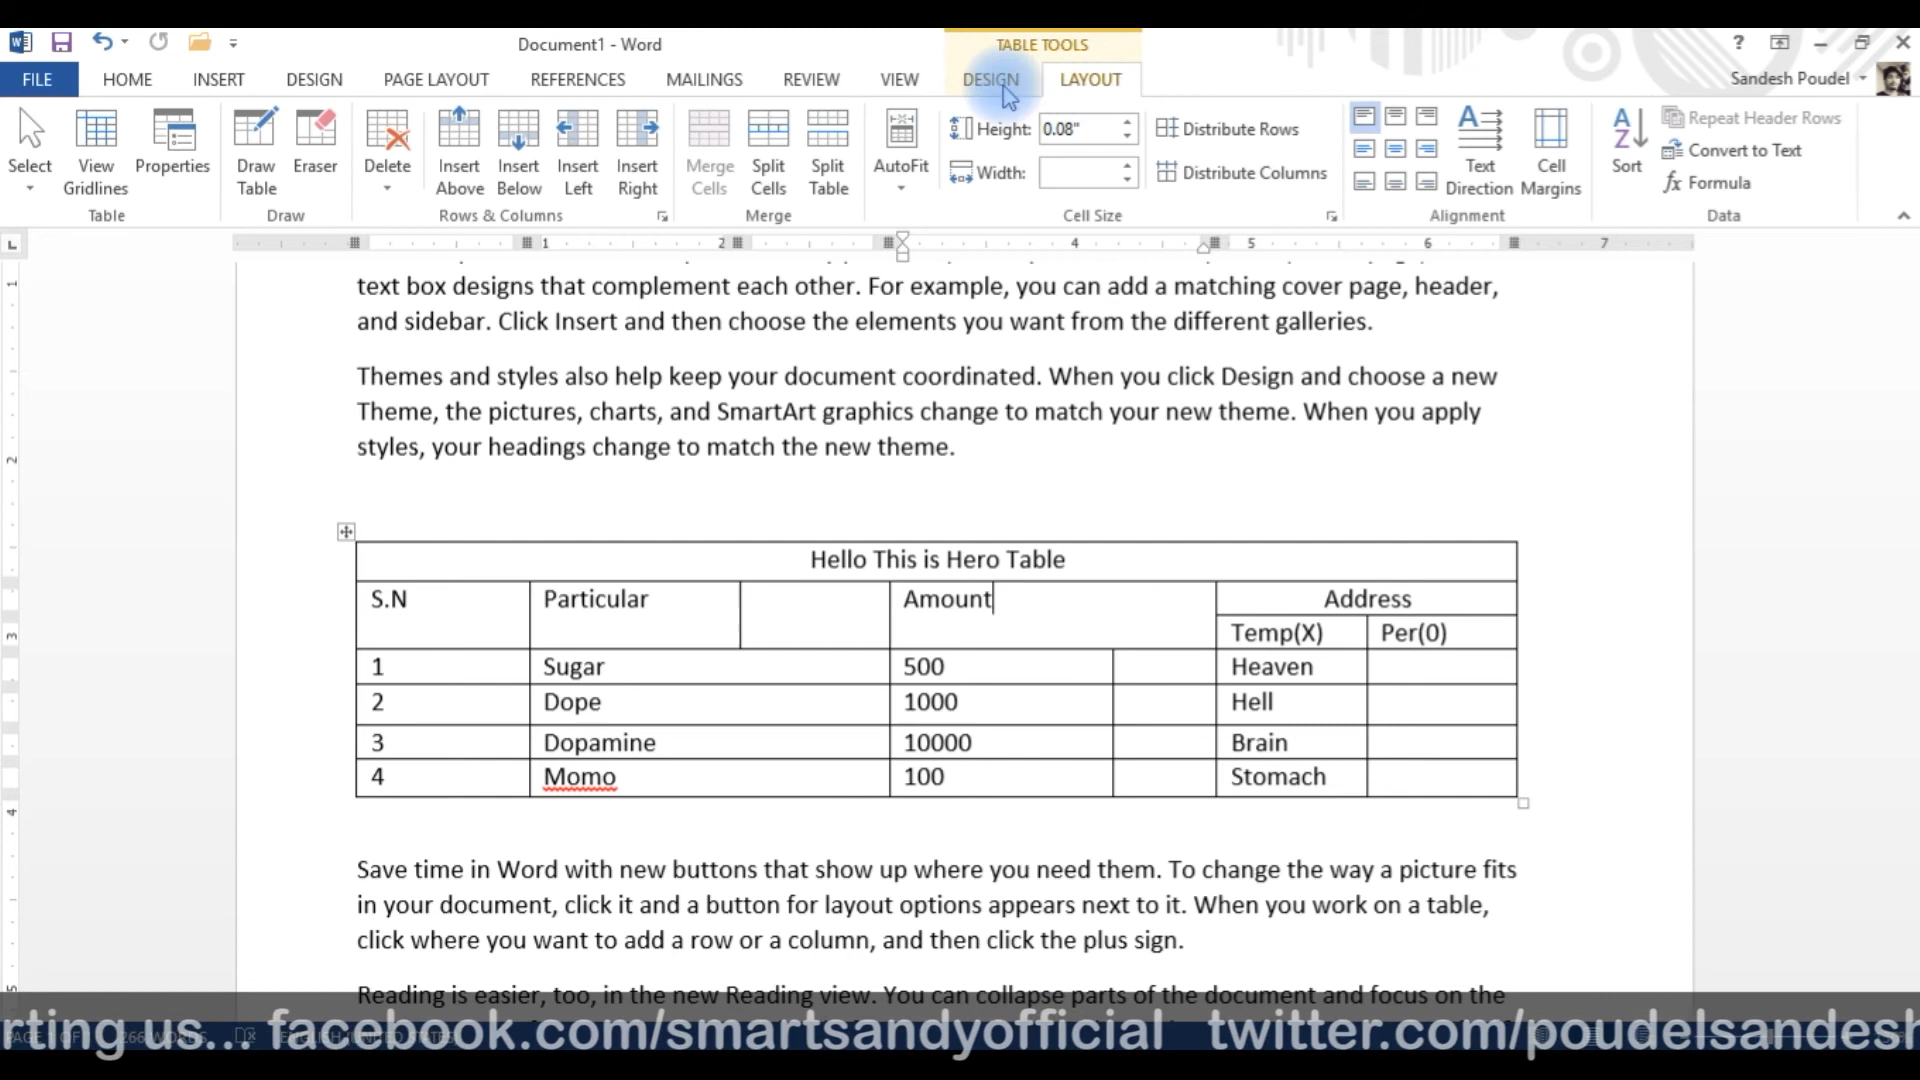 Document1 - Word
TABLE TOOLS
FILE HOME INSERT DESIGN PAGE LAYOUT REFERENCES MAILINGS REVIEW VIEW DESIGN LAYOUT Sandesh Poudel
Select
View Gridlines
Properties
Table
Draw Table
Eraser
Draw
Delete
Insert Above
Insert Below
Insert Left
Insert Right
Rows & Columns
Merge Cells
Split Cells
Split Table
Merge
AutoFit
Height: 0.08"
Width:
Distribute Rows
Distribute Columns
Cell Size
Text Direction
Cell Margins
Alignment
Sort
Repeat Header Rows
Convert to Text
Formula
Data
1 2 4 5 6 7
text box designs that complement each other. For example, you can add a matching cover page, header,
and sidebar. Click Insert and then choose the elements you want from the different galleries.
Themes and styles also help keep your document coordinated. When you click Design and choose a new
Theme, the pictures, charts, and SmartArt graphics change to match your new theme. When you apply
styles, your headings change to match the new theme.
Hello This is Hero Table
S.N Particular Amount Address
Temp(X) Per(0)
1 Sugar 500 Heaven
2 Dope 1000 Hell
3 Dopamine 10000 Brain
4 Momo 100 Stomach
Save time in Word with new buttons that show up where you need them. To change the way a picture fits
in your document, click it and a button for layout options appears next to it. When you work on a table,
click where you want to add a row or a column, and then click the plus sign.
Reading is easier, too, in the new Reading view. You can collapse parts of the document and focus on the
rting us... facebook.com/smartsandyofficial twitter.com/poudelsandesh